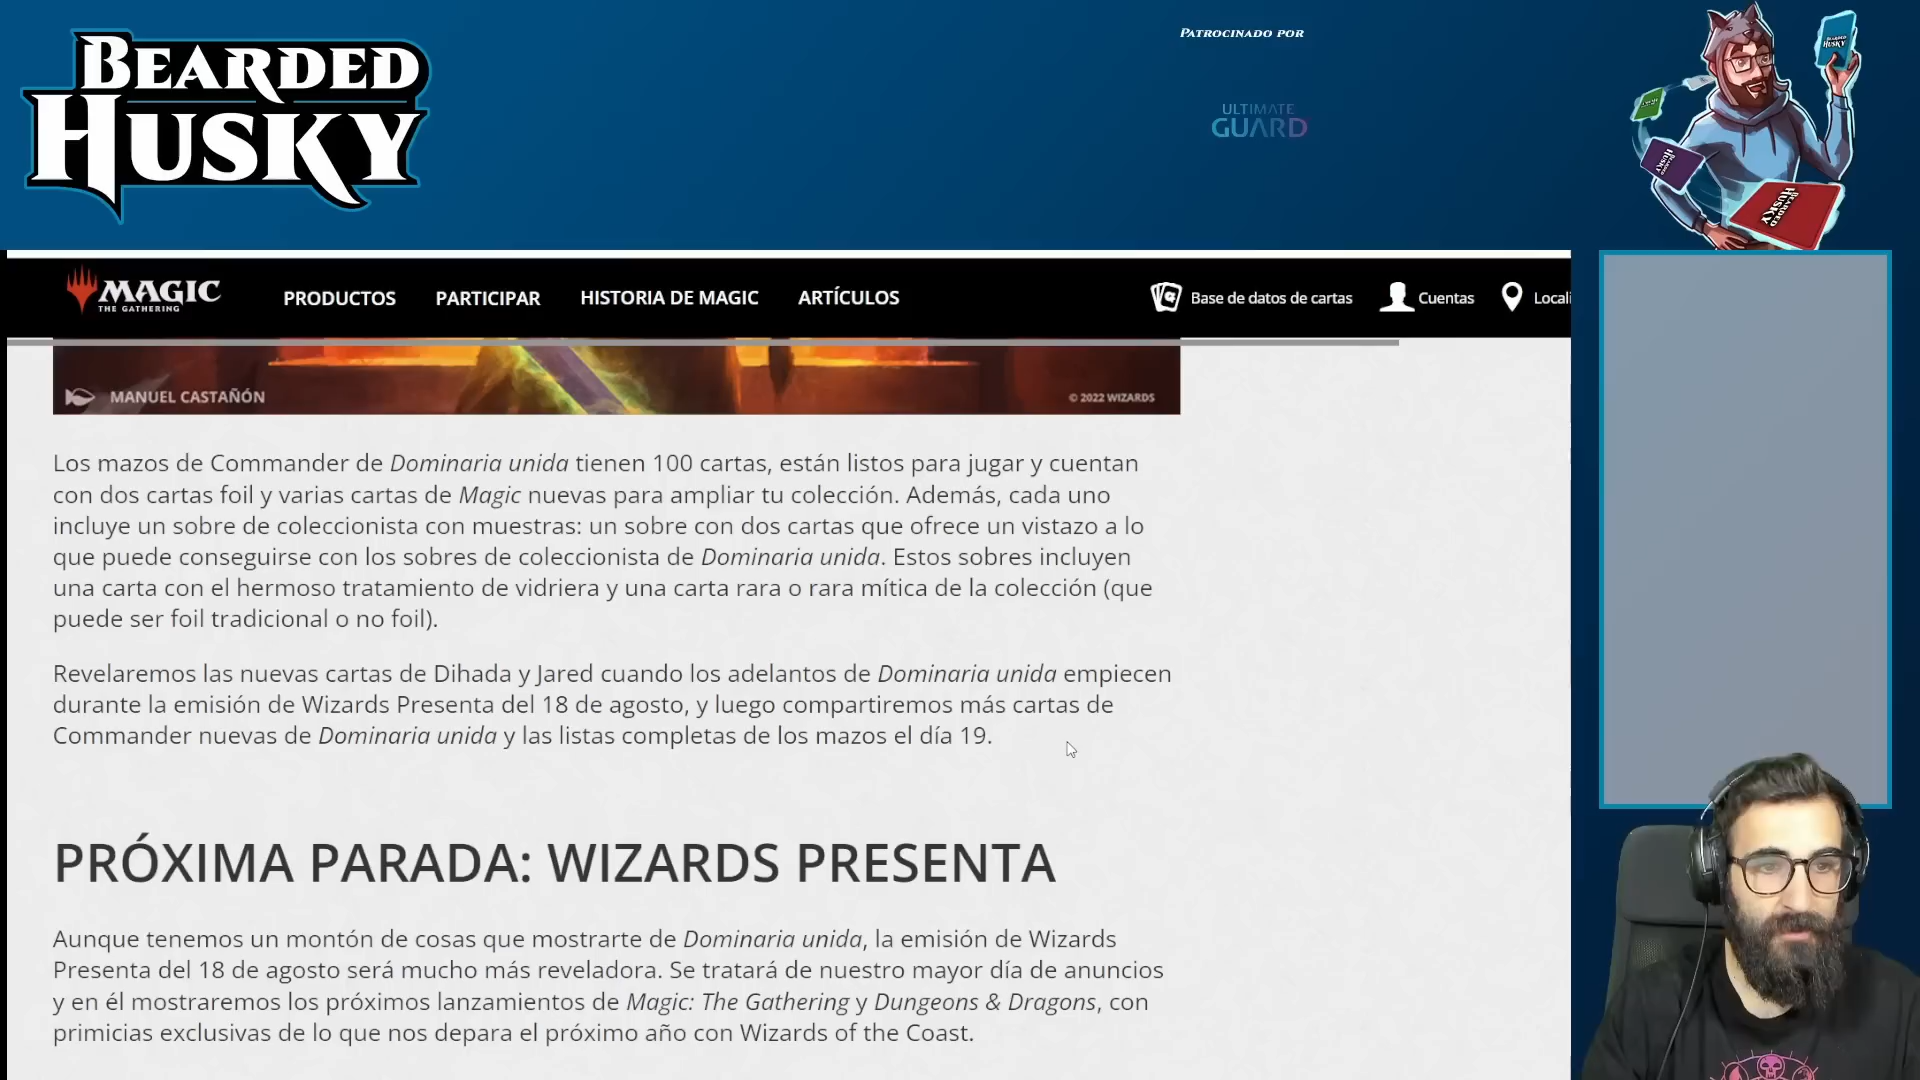 BEARDED
HUSKY
PATROCINADO POR
ULTIMATE
GUARD
BEARDED
HUSKY
HUSKY
BEARDED
HUSKY
MAGIC
THE GATHERING
PRODUCTOS
PARTICIPAR
HISTORIA DE MAGIC
ARTÍCULOS
Base de datos de cartas
Cuentas
Locali
MANUEL CASTAÑÓN
© 2022 WIZARDS
Los mazos de Commander de Dominaria unida tienen 100 cartas, están listos para jugar y cuentan
con dos cartas foil y varias cartas de Magic nuevas para ampliar tu colección. Además, cada uno
incluye un sobre de coleccionista con muestras: un sobre con dos cartas que ofrece un vistazo a lo
que puede conseguirse con los sobres de coleccionista de Dominaria unida. Estos sobres incluyen
una carta con el hermoso tratamiento de vidriera y una carta rara o rara mítica de la colección (que
puede ser foil tradicional o no foil).
Revelaremos las nuevas cartas de Dihada y Jared cuando los adelantos de Dominaria unida empiecen
durante la emisión de Wizards Presenta del 18 de agosto, y luego compartiremos más cartas de
Commander nuevas de Dominaria unida y las listas completas de los mazos el día 19.
PRÓXIMA PARADA: WIZARDS PRESENTA
Aunque tenemos un montón de cosas que mostrarte de Dominaria unida, la emisión de Wizards
Presenta del 18 de agosto será mucho más reveladora. Se tratará de nuestro mayor día de anuncios
y en él mostraremos los próximos lanzamientos de Magic: The Gathering y Dungeons & Dragons, con
primicias exclusivas de lo que nos depara el próximo año con Wizards of the Coast.